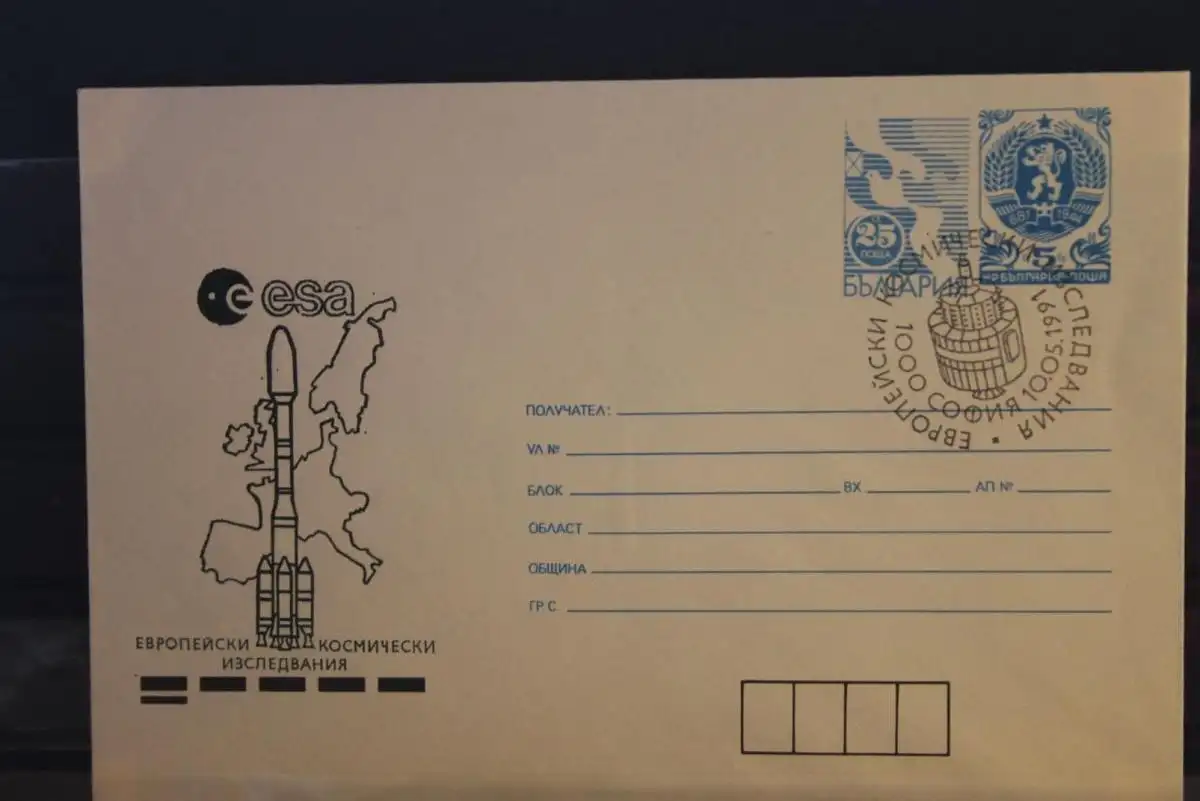 esa
ЕВРОПЕЙСКИ КОСМИЧЕСКИ
ИЗСЛЕДВАНИЯ
25
ПОЩА
БЪЛГАРИЯ
681 1944
5
НР БЪЛГАРИЯ-ПОЩА
ЕВРОПЕЙСКИ КОСМИЧЕСКИ ИЗСЛЕДВАНИЯ
1000 СОФИЯ 10.05.1991
ПОЛУЧАТЕЛ:
УЛ №
БЛОК ВХ АП №
ОБЛАСТ
ОБЩИНА
ГР С